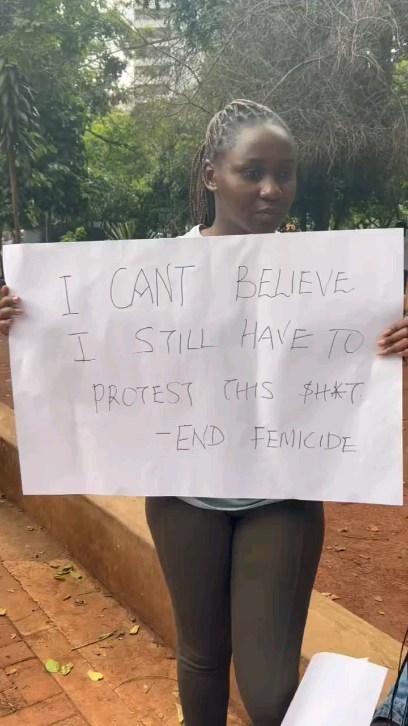 I CANT BELIEVE
I STILL HAVE TO
PROTEST THIS $H*T.
- END FEMICIDE